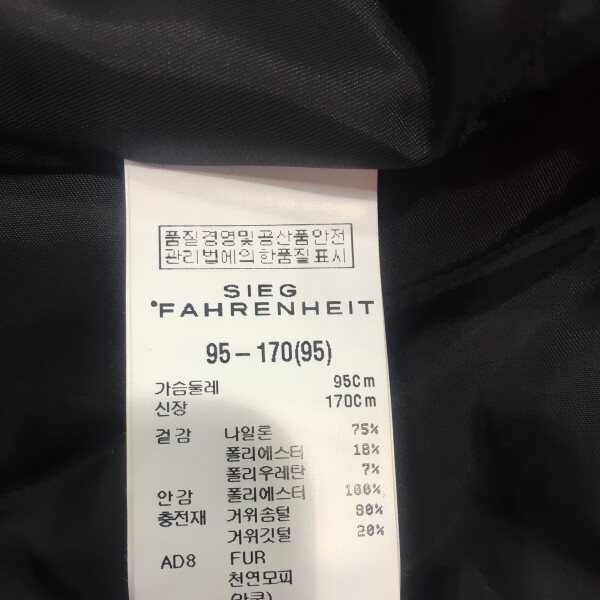 품질경영및공산품안전
관리법에의한품질표시
SIEG
°FAHRENHEIT
95-170(95)
가슴둘레 95Cm
신장 170Cm
겉감 나일론 75%
폴리에스터 18%
폴리우레탄 7%
안감 폴리에스터 100%
충전재 거위솜털 80%
거위깃털 20%
AD8 FUR
천연모피